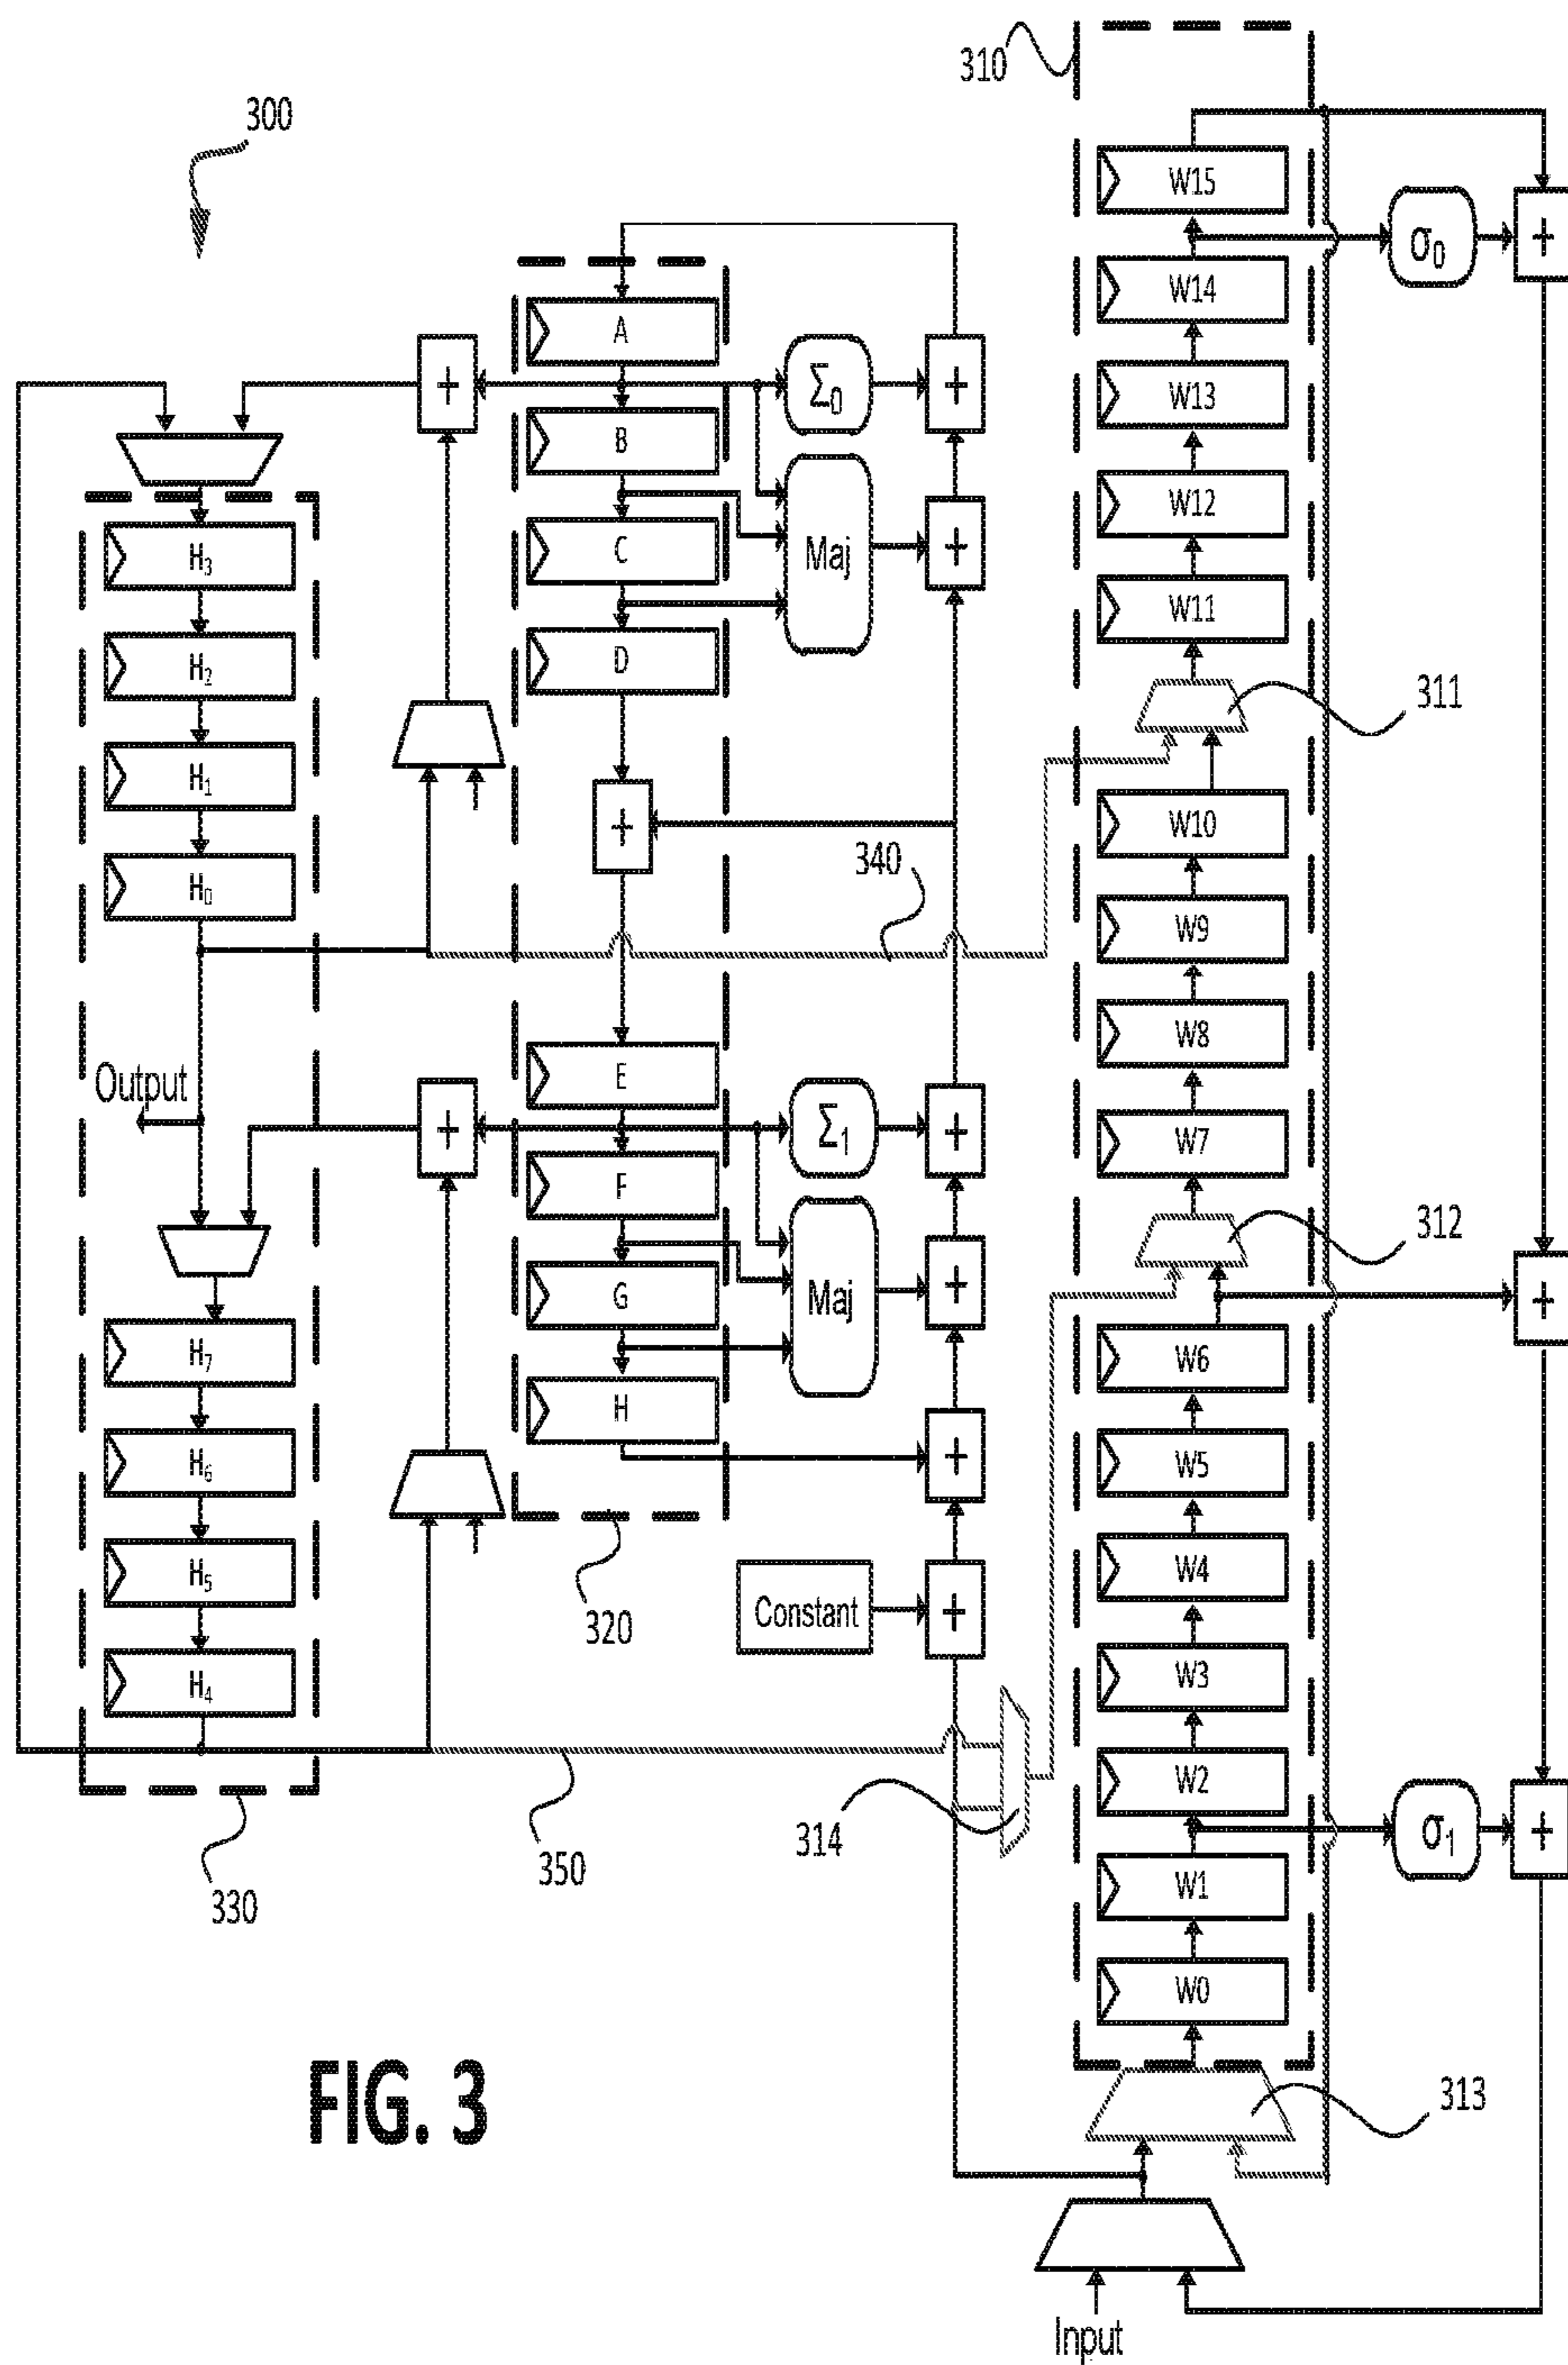 300
310
W15
σ0
+
W14
A
W13
Σ0
+
+
B
W12
H3
C
Maj
+
W11
H2
D
311
H1
W10
+
340
H0
W9
W8
E
Output
+
Σ1
+
W7
F
312
G
Maj
+
+
H7
W6
H
H6
+
W5
H5
Constant
+
W4
320
H4
W3
W2
314
350
σ1
+
330
W1
W0
FIG. 3
313
Input